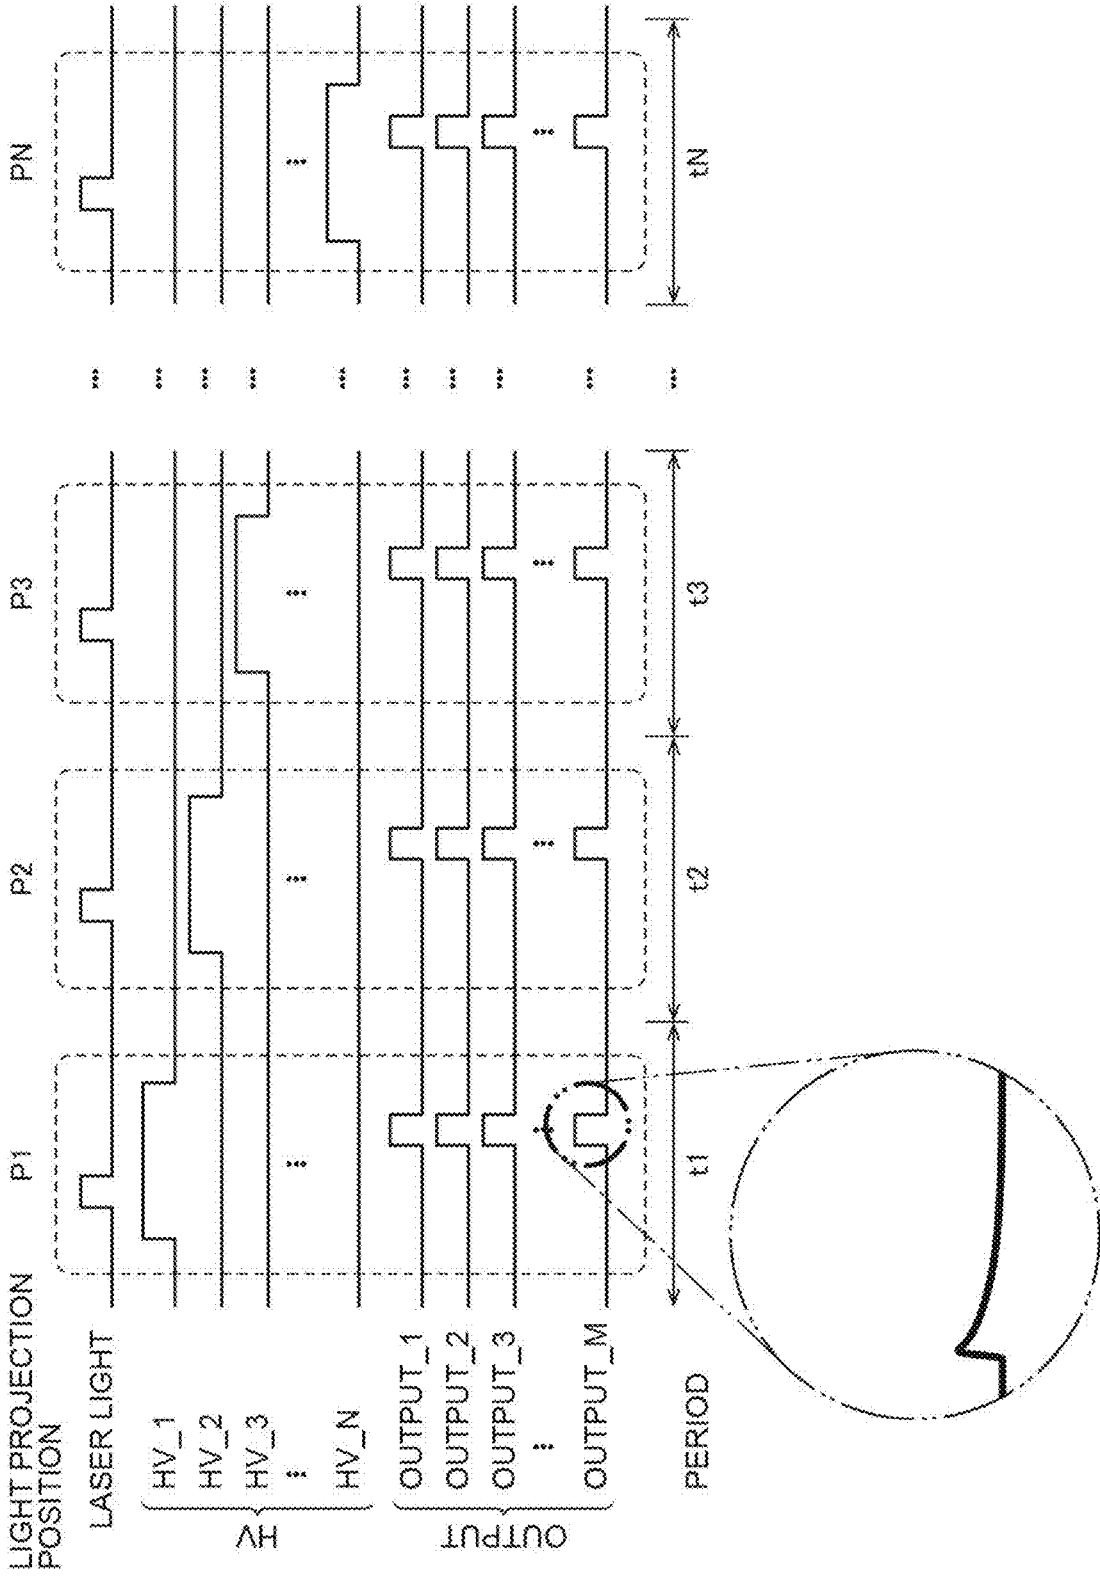 LIGHT PROJECTION
POSITION
P1 P2 P3 ... PN
LASER LIGHT ...
HV
HV_1 ...
HV_2 ...
HV_3 ...
... ... ... ... ...
HV_N ...
OUTPUT
OUTPUT_1 ...
OUTPUT_2 ...
OUTPUT_3 ...
... ... ... ... ...
OUTPUT_M ...
PERIOD t1 t2 t3 ... tN